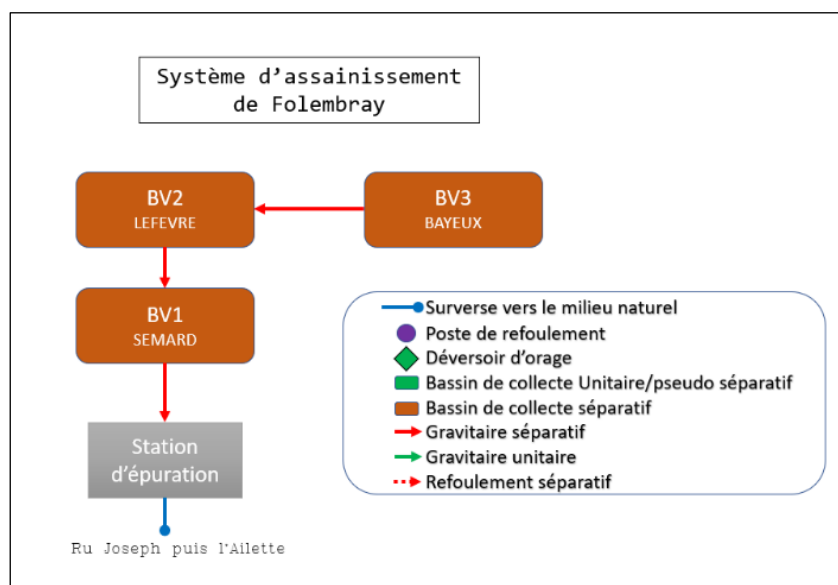 Système d'assainissement
de Folembray
BV2
LEFEVRE
BV3
BAYEUX
BV1
SEMARD
Station
d'épuration
Ru Joseph puis l'Ailette
Surverse vers le milieu naturel
Poste de refoulement
Déversoir d'orage
Bassin de collecte Unitaire/pseudo séparatif
Bassin de collecte séparatif
Gravitaire séparatif
Gravitaire unitaire
Refoulement séparatif